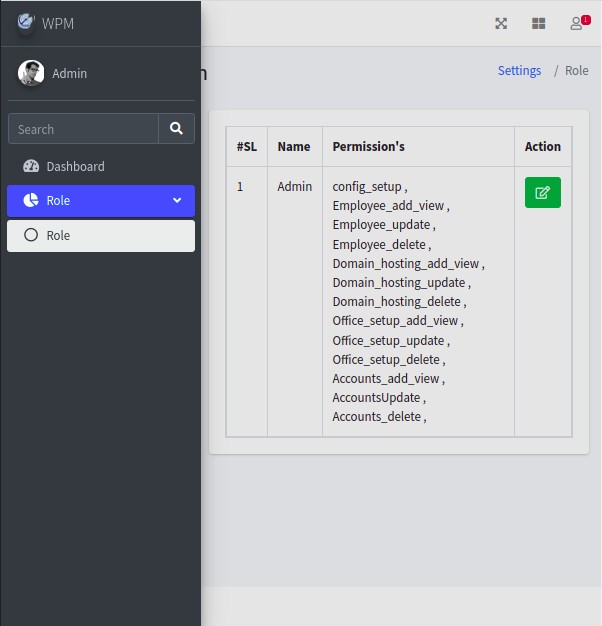 WPM
1
Admin
Settings / Role
Search
Dashboard
Role
Role
#SL Name Permission's Action
1 Admin config_setup ,
Employee_add_view ,
Employee_update ,
Employee_delete ,
Domain_hosting_add_view ,
Domain_hosting_update ,
Domain_hosting_delete ,
Office_setup_add_view ,
Office_setup_update ,
Office_setup_delete ,
Accounts_add_view ,
AccountsUpdate ,
Accounts_delete ,